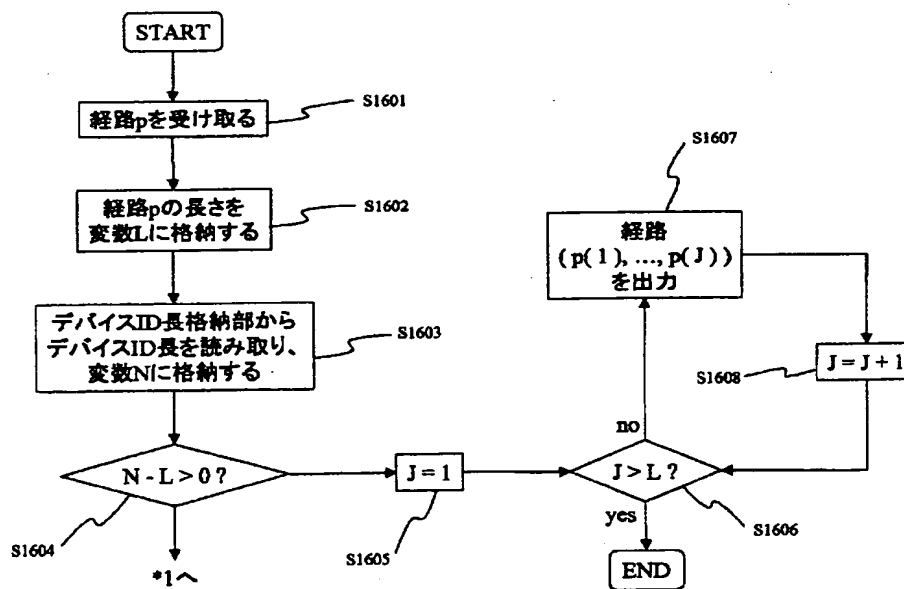 START
経路pを受け取る
S1601
経路pの長さを
変数Lに格納する
S1602
デバイスID長格納部から
デバイスID長を読み取り、
変数Nに格納する
S1603
N - L > 0 ?
S1604
*1へ
J = 1
S1605
J > L ?
S1606
no
yes
END
経路
( p( 1 ), ..., p( J ) )
を出力
S1607
J = J + 1
S1608